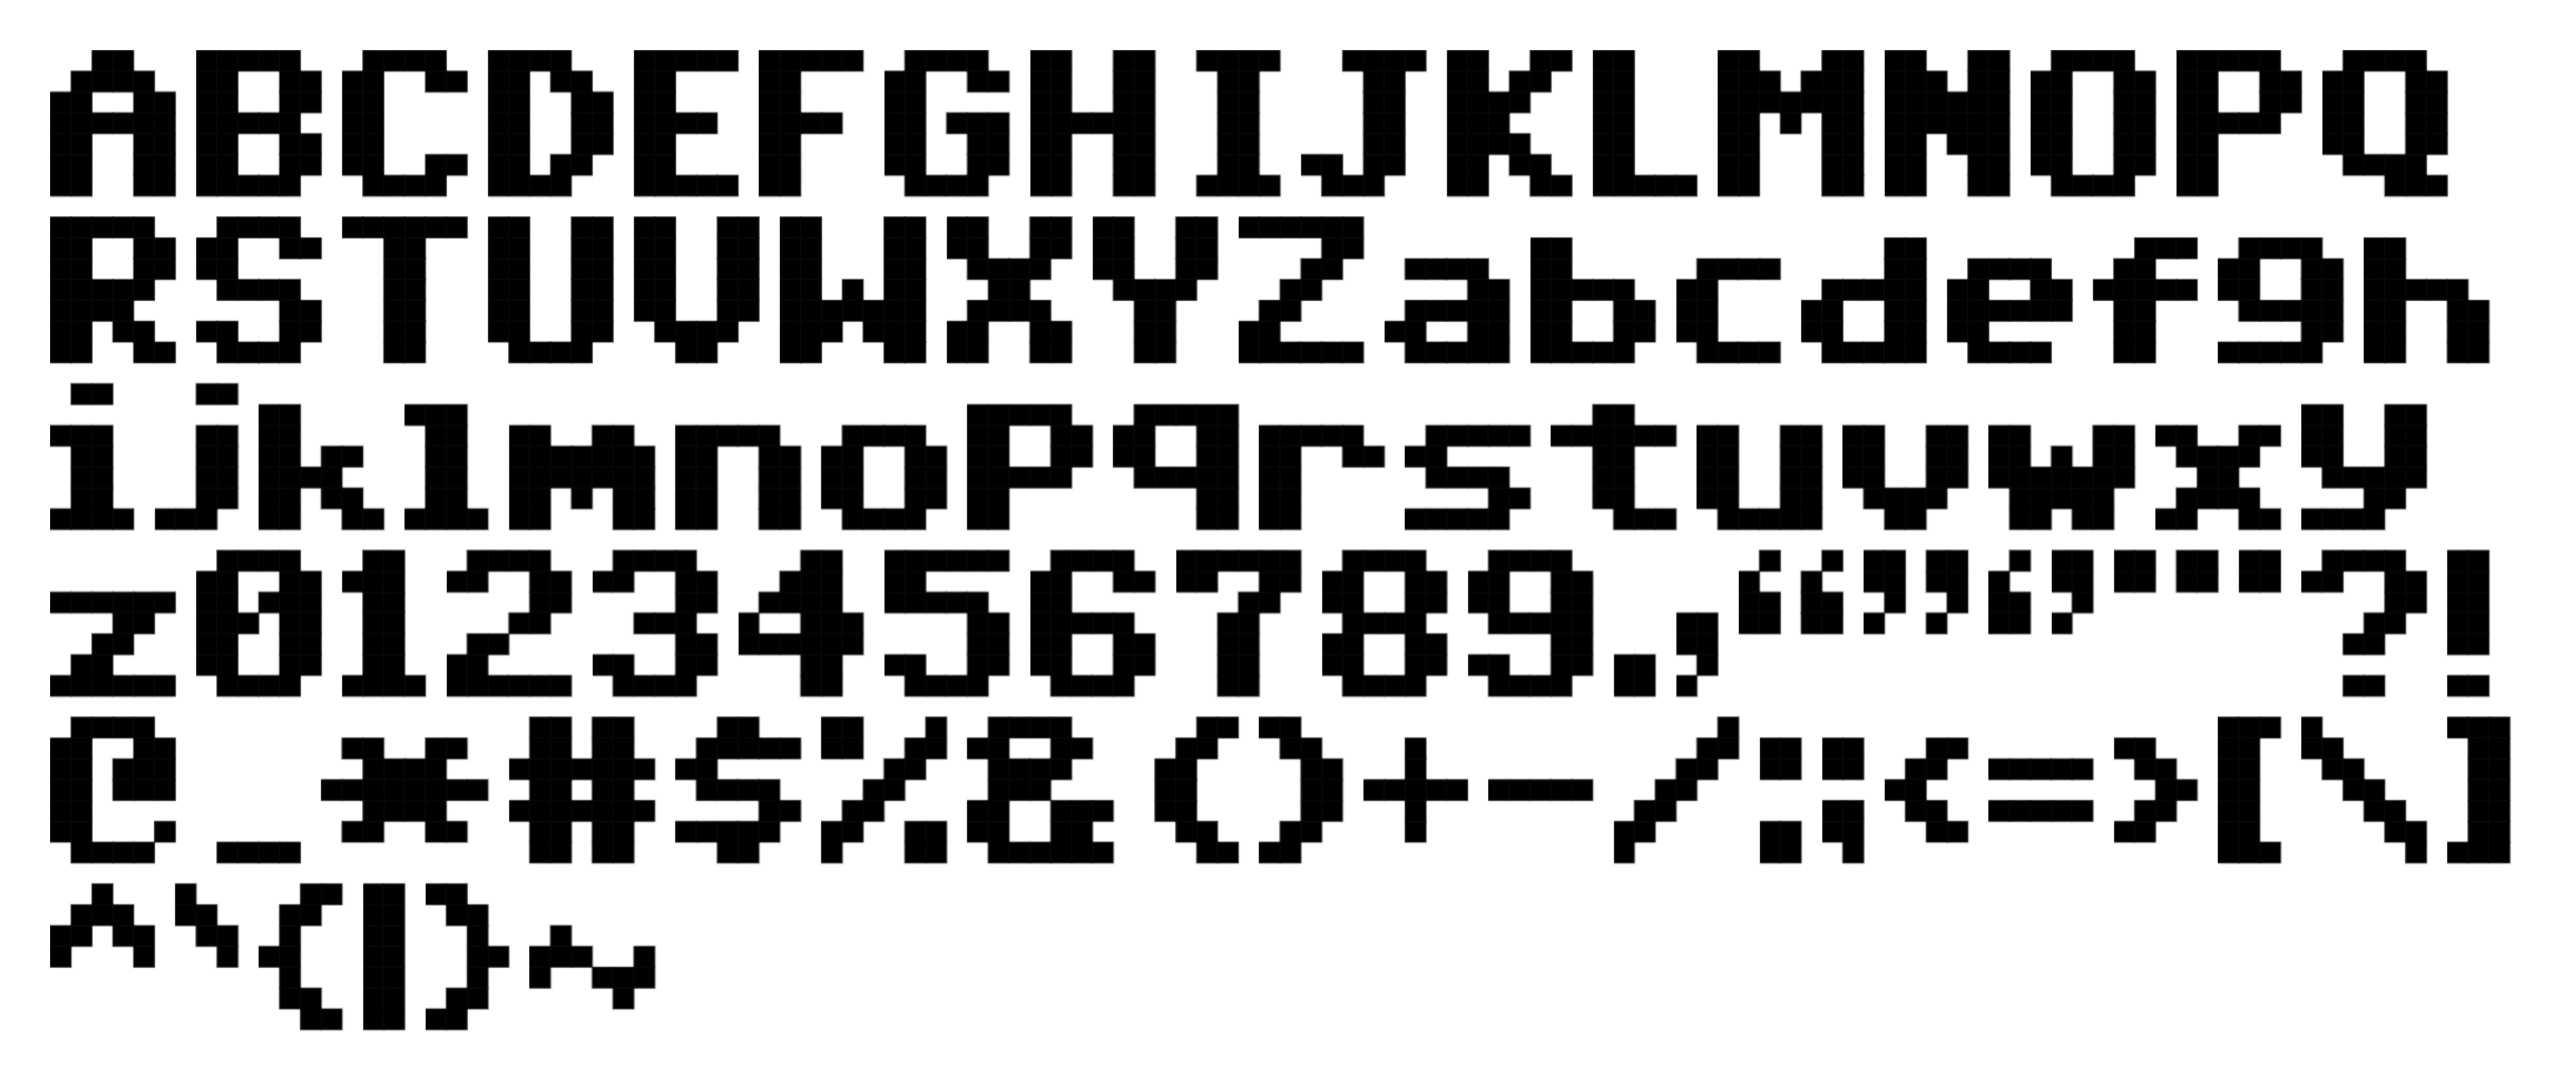 ABCDEFGHIJKLMNOPQ
RSTUVWXYZabcdefgh
ijklmnopqrstuvwxy
z0123456789.,“”‘’"'?!
@_*#$%&()+-/:;<=>[\]
^`{|}~